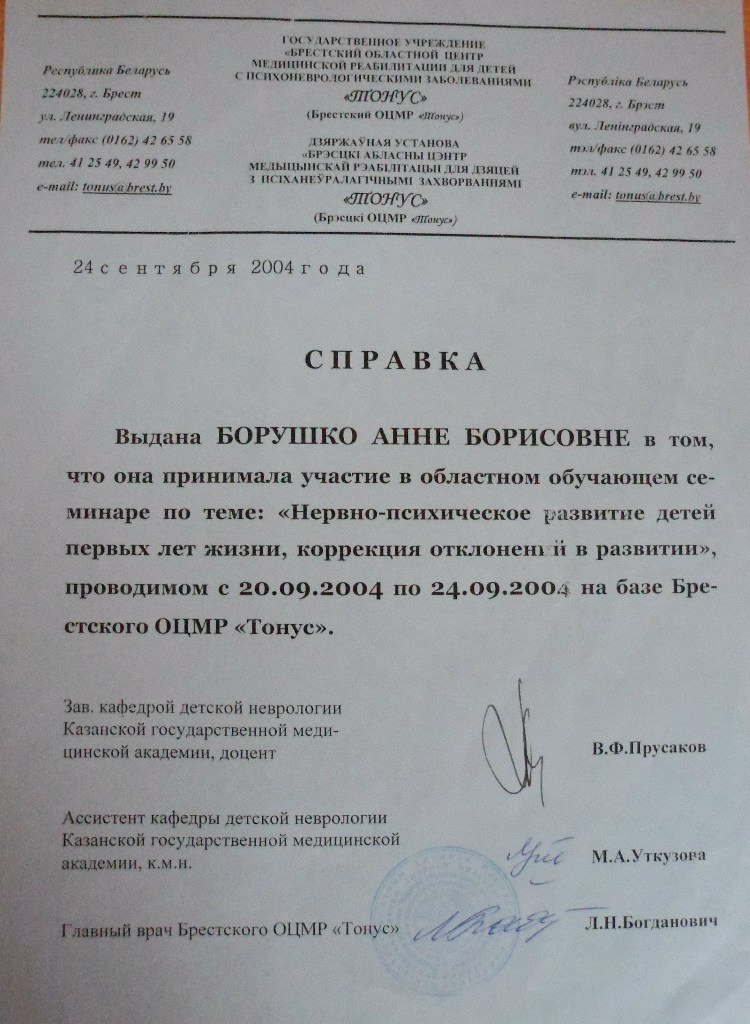 Республика Беларусь
224028, г. Брест
ул. Ленинградская, 19
тел/факс (0162) 42 65 58
тел. 41 25 49, 42 99 50
e-mail: tonus@brest.by
ГОСУДАРСТВЕННОЕ УЧРЕЖДЕНИЕ
«БРЕСТСКИЙ ОБЛАСТНОЙ ЦЕНТР
МЕДИЦИНСКОЙ РЕАБИЛИТАЦИИ ДЛЯ ДЕТЕЙ
С ПСИХОНЕВРОЛОГИЧЕСКИМИ ЗАБОЛЕВАНИЯМИ
«ТОНУС»
(Брестский ОЦМР «Тонус»)
ДЗЯРЖАЎНАЯ УСТАНОВА
«БРЭСЦКІ АБЛАСНЫ ЦЭНТР
МЕДЫЦЫНСКАЙ РЭАБІЛІТАЦЫІ ДЛЯ ДЗЯЦЕЙ
З ПСІХАНЕЎРАЛАГІЧНЫМІ ЗАХВОРВАННЯМІ
«ТОНУС»
(Брэсцкі ОЦМР «Тонус»)
Рэспубліка Беларусь
224028, г. Брэст
вул. Ленінградская, 19
тэл/факс (0162) 42 65 58
тэл. 41 25 49, 42 99 50
e-mail: tonus@brest.by
24 сентября 2004 года
СПРАВКА
Выдана БОРУШКО АННЕ БОРИСОВНЕ в том,
что она принимала участие в областном обучающем се-
минаре по теме: «Нервно-психическое развитие детей
первых лет жизни, коррекция отклонений в развитии»,
проводимом с 20.09.2004 по 24.09.2004 на базе Бре-
стского ОЦМР «Тонус».
Зав. кафедрой детской неврологии
Казанской государственной меди-
цинской академии, доцент
В.Ф.Прусаков
Ассистент кафедры детской неврологии
Казанской государственной медицинской
академии, к.м.н.
М.А.Уткузова
Главный врач Брестского ОЦМР «Тонус»
Л.Н.Богданович